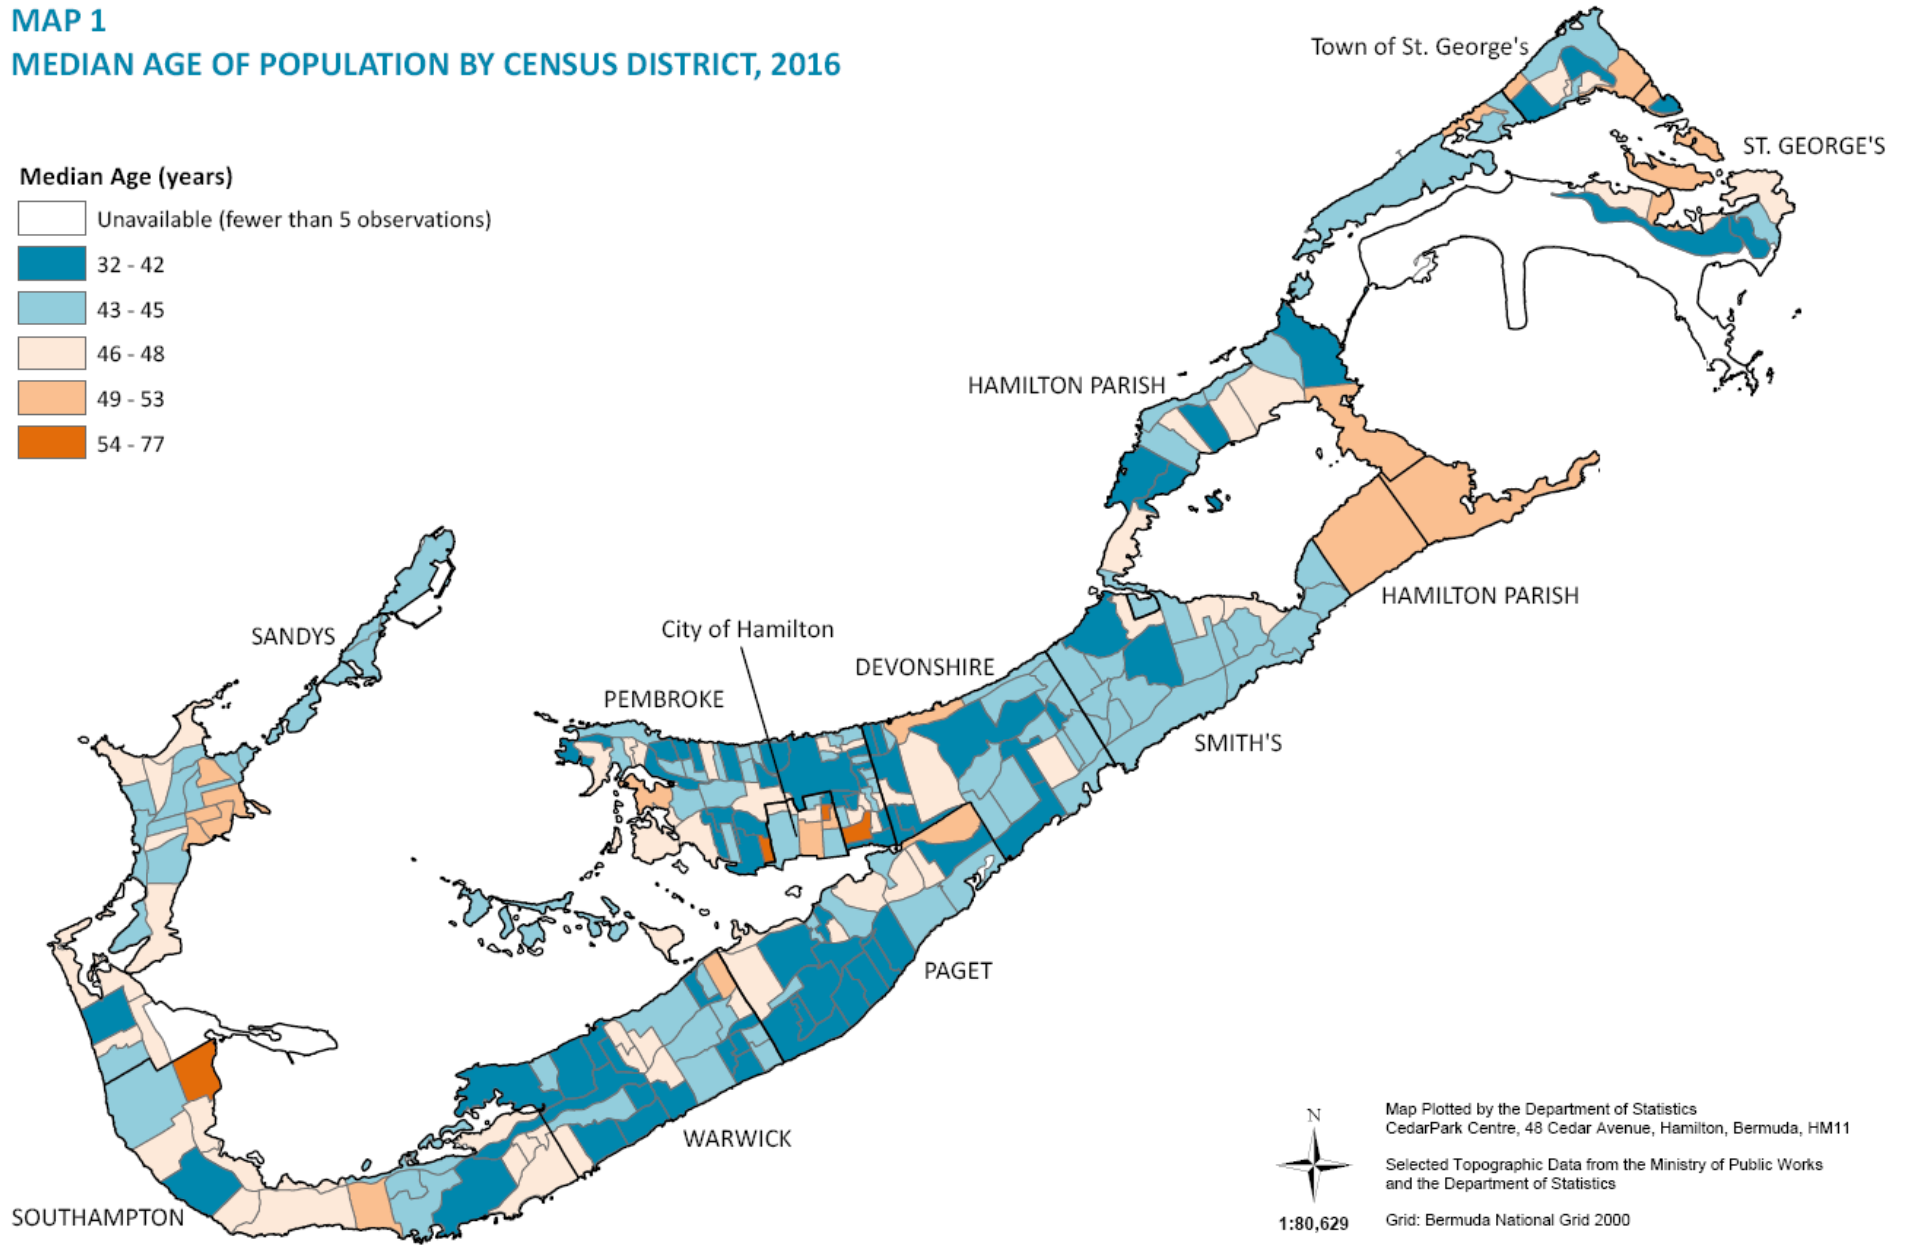 MAP 1
MEDIAN AGE OF POPULATION BY CENSUS DISTRICT, 2016
Town of St. George's
ST. GEORGE'S
Median Age (years)
Unavailable (fewer than 5 observations)
32 - 42
43 - 45
46 - 48
49 - 53
54 - 77
HAMILTON PARISH
HAMILTON PARISH
SANDYS
City of Hamilton
DEVONSHIRE
PEMBROKE
SMITH'S
PAGET
WARWICK
SOUTHAMPTON
N
1:80,629
Map Plotted by the Department of Statistics
CedarPark Centre, 48 Cedar Avenue, Hamilton, Bermuda, HM11
Selected Topographic Data from the Ministry of Public Works
and the Department of Statistics
Grid: Bermuda National Grid 2000